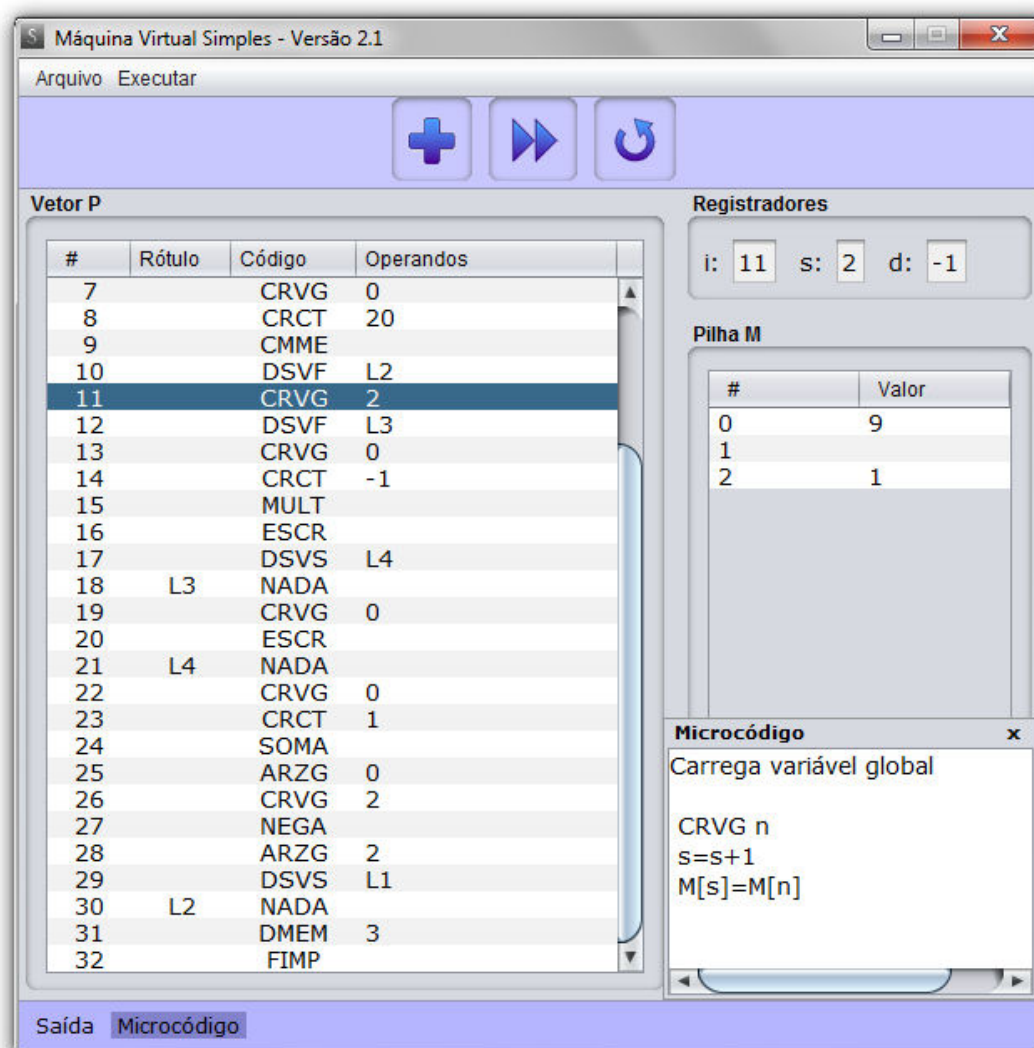 S Máquina Virtual Simples - Versão 2.1
Arquivo Executar
Vetor P
# Rótulo Código Operandos
7 CRVG 0
8 CRCT 20
9 CMME
10 DSVF L2
11 CRVG 2
12 DSVF L3
13 CRVG 0
14 CRCT -1
15 MULT
16 ESCR
17 DSVS L4
18 L3 NADA
19 CRVG 0
20 ESCR
21 L4 NADA
22 CRVG 0
23 CRCT 1
24 SOMA
25 ARZG 0
26 CRVG 2
27 NEGA
28 ARZG 2
29 DSVS L1
30 L2 NADA
31 DMEM 3
32 FIMP
Registradores
i: 11 s: 2 d: -1
Pilha M
# Valor
0 9
1
2 1
Microcódigo x
Carrega variável global
CRVG n
s=s+1
M[s]=M[n]
Saída Microcódigo